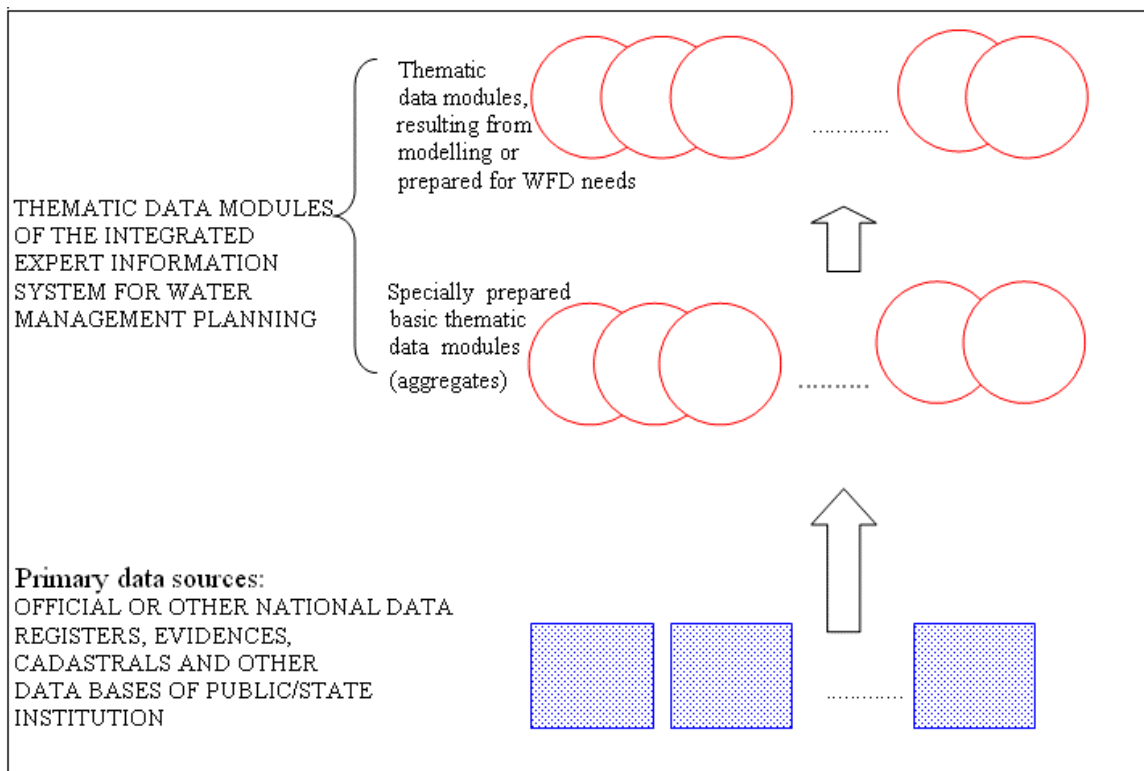 Thematic
data modules,
resulting from
modelling or
prepared for WFD needs
THEMATIC DATA MODULES
OF THE INTEGRATED
EXPERT INFORMATION
SYSTEM FOR WATER
MANAGEMENT PLANNING
Specially prepared
basic thematic
data modules
(aggregates)
Primary data sources:
OFFICIAL OR OTHER NATIONAL DATA
REGISTERS, EVIDENCES,
CADASTRALS AND OTHER
DATA BASES OF PUBLIC/STATE
INSTITUTION